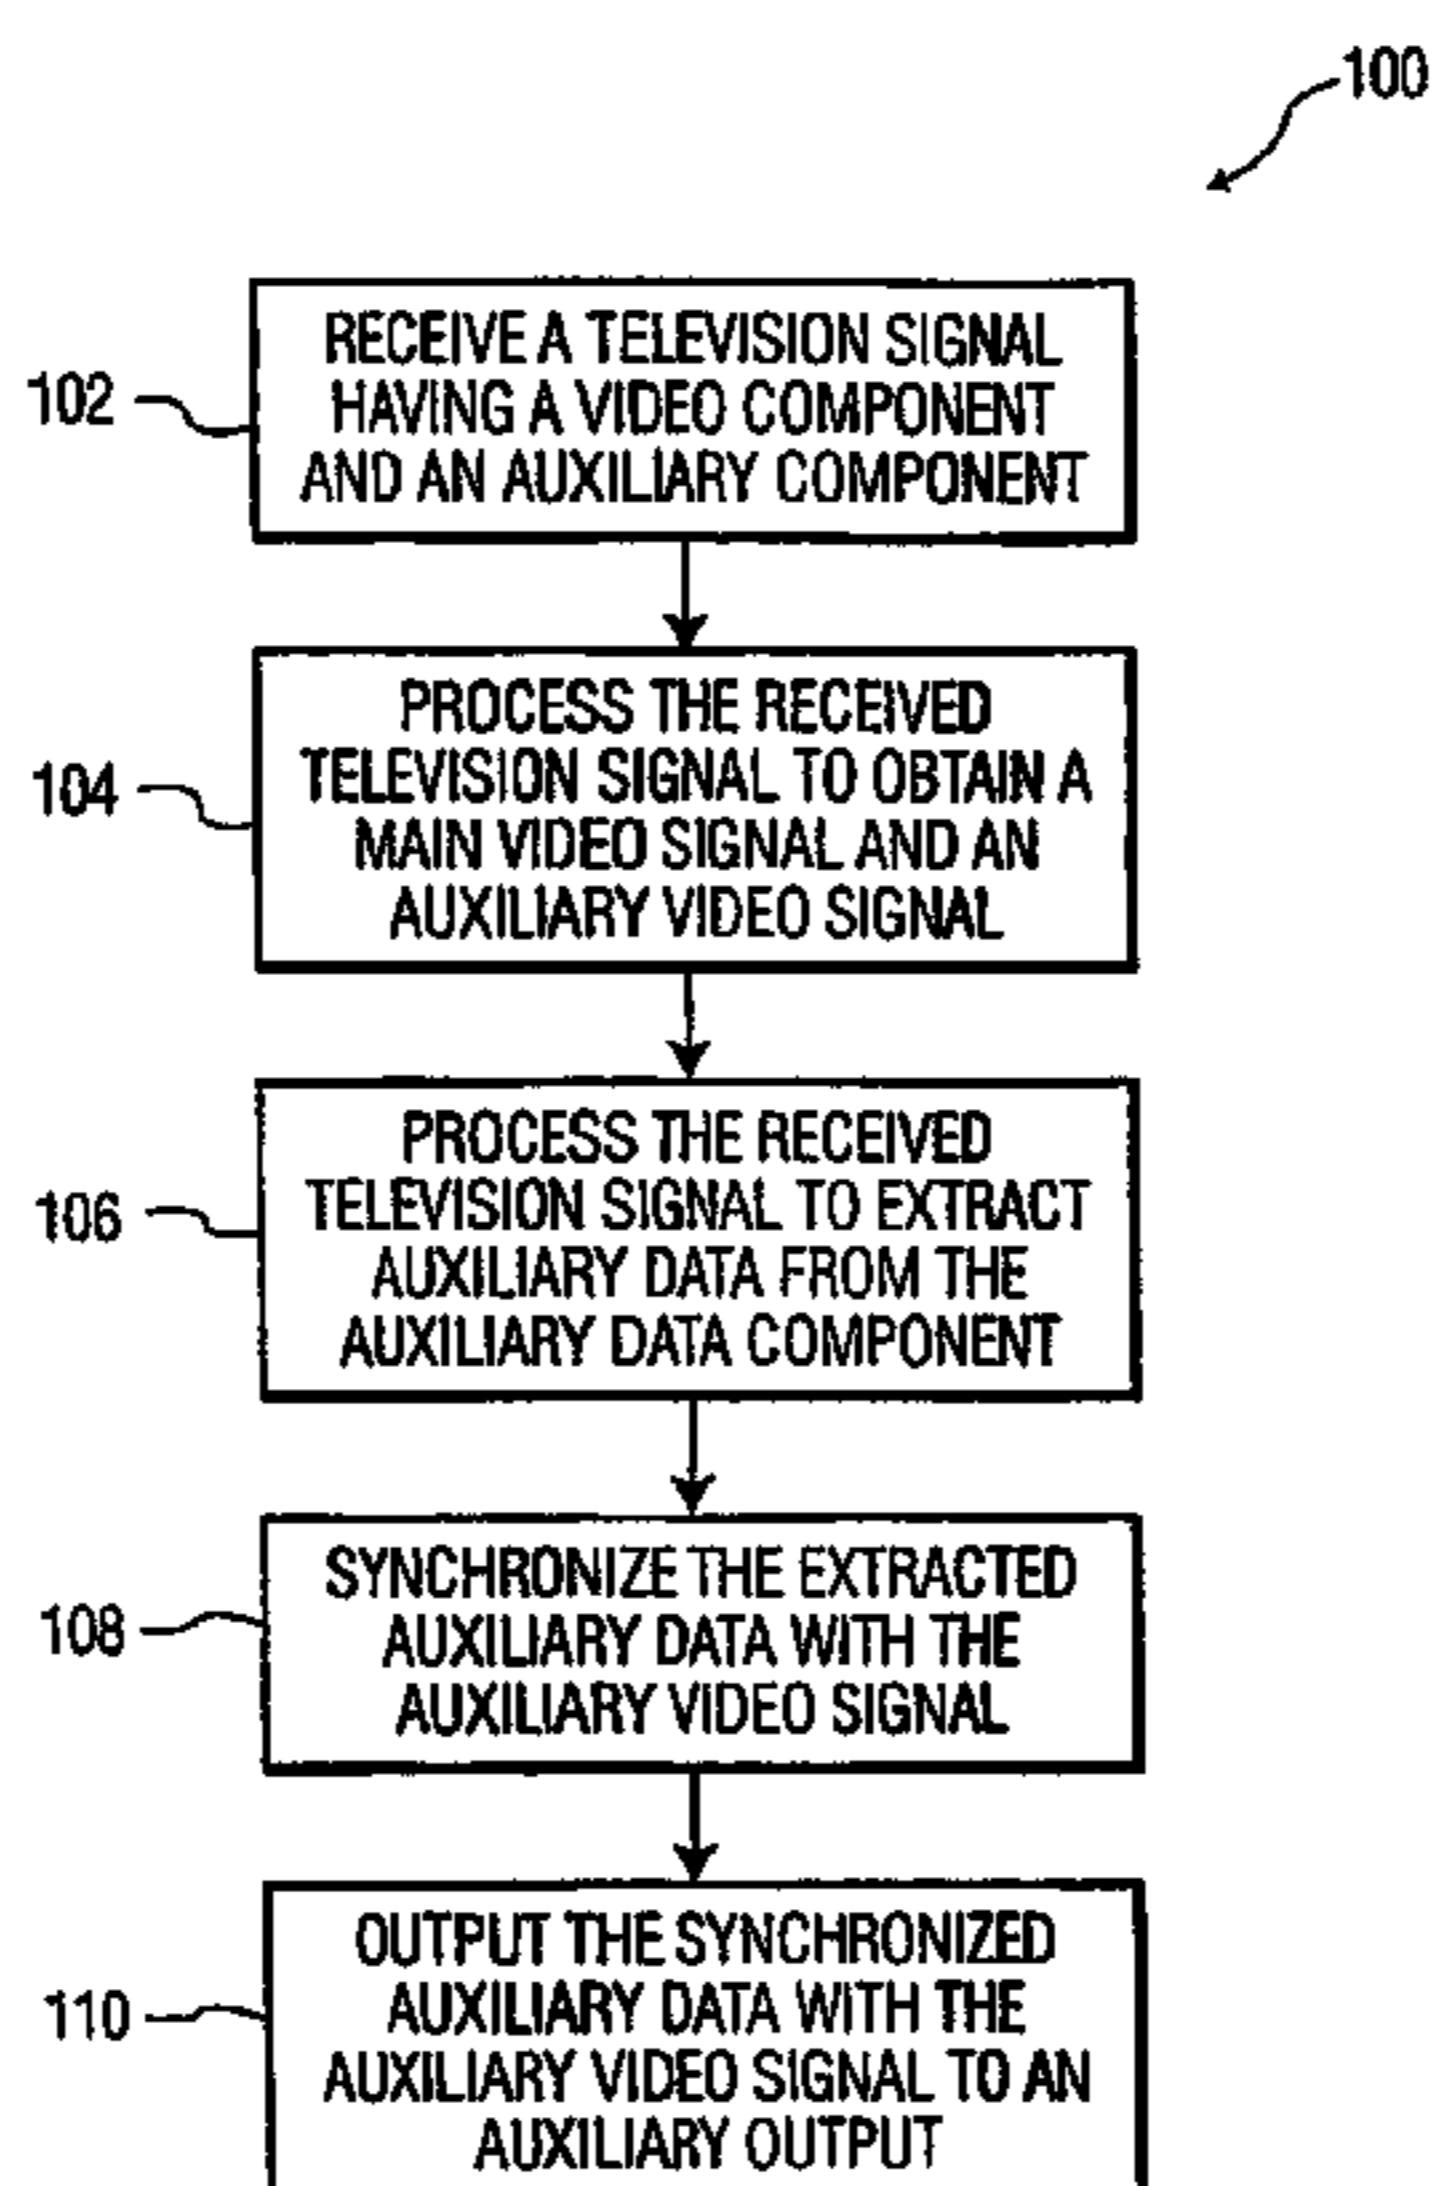 100
102
RECEIVE A TELEVISION SIGNAL
HAVING A VIDEO COMPONENT
AND AN AUXILIARY COMPONENT
104
PROCESS THE RECEIVED
TELEVISION SIGNAL TO OBTAIN A
MAIN VIDEO SIGNAL AND AN
AUXILIARY VIDEO SIGNAL
106
PROCESS THE RECEIVED
TELEVISION SIGNAL TO EXTRACT
AUXILIARY DATA FROM THE
AUXILIARY DATA COMPONENT
108
SYNCHRONIZE THE EXTRACTED
AUXILIARY DATA WITH THE
AUXILIARY VIDEO SIGNAL
110
OUTPUT THE SYNCHRONIZED
AUXILIARY DATA WITH THE
AUXILIARY VIDEO SIGNAL TO AN
AUXILIARY OUTPUT